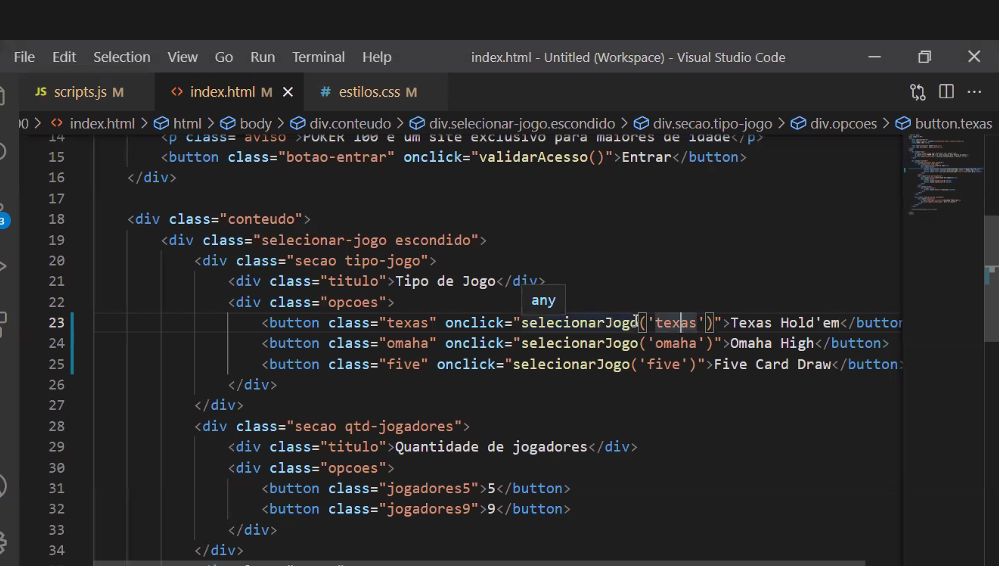 File Edit Selection View Go Run Terminal Help index.html - Untitled (Workspace) - Visual Studio Code
JS scripts.js M <> index.html M # estilos.css M
00 > <> index.html > html > body > div.conteudo > div.selecionar-jogo.escondido > div.secao.tipo-jogo > div.opcoes > button.texas
14 <p class="aviso">POKER 100 é um site exclusivo para maiores de idade</p>
15 <button class="botao-entrar" onclick="validarAcesso()">Entrar</button>
16 </div>
17
18 <div class="conteudo">
19 <div class="selecionar-jogo escondido">
20 <div class="secao tipo-jogo">
21 <div class="titulo">Tipo de Jogo</div>
22 <div class="opcoes">
any
23 <button class="texas" onclick="selecionarJogo('texas')">Texas Hold'em</button
24 <button class="omaha" onclick="selecionarJogo('omaha')">Omaha High</button>
25 <button class="five" onclick="selecionarJogo('five')">Five Card Draw</button>
26 </div>
27 </div>
28 <div class="secao qtd-jogadores">
29 <div class="titulo">Quantidade de jogadores</div>
30 <div class="opcoes">
31 <button class="jogadores5">5</button>
32 <button class="jogadores9">9</button>
33 </div>
34 </div>
3